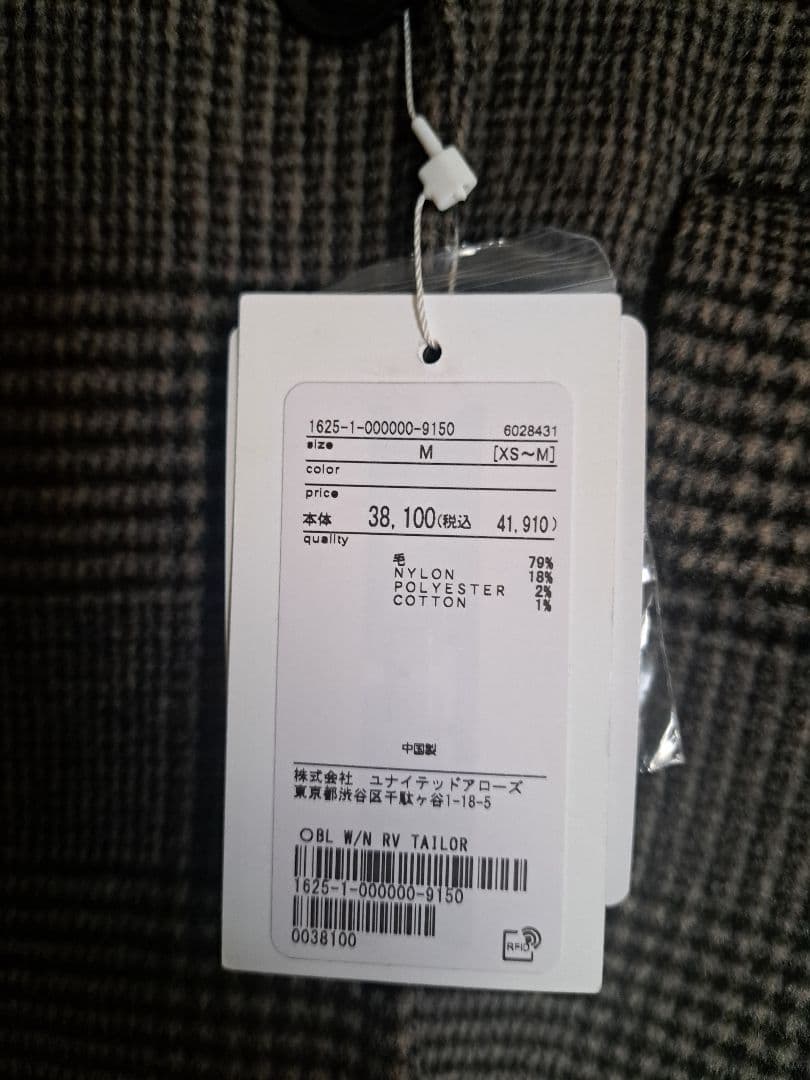 1625-1-000000-9150 6028431
size M [XS～M]
color
price
本体 38,100(税込 41,910)
quality
毛 79%
NYLON 18%
POLYESTER 2%
COTTON 1%
中国製
株式会社 ユナイテッドアローズ
東京都渋谷区千駄ヶ谷1-18-5
○BL W/N RV TAILOR
1625-1-000000-9150
0038100
RFID